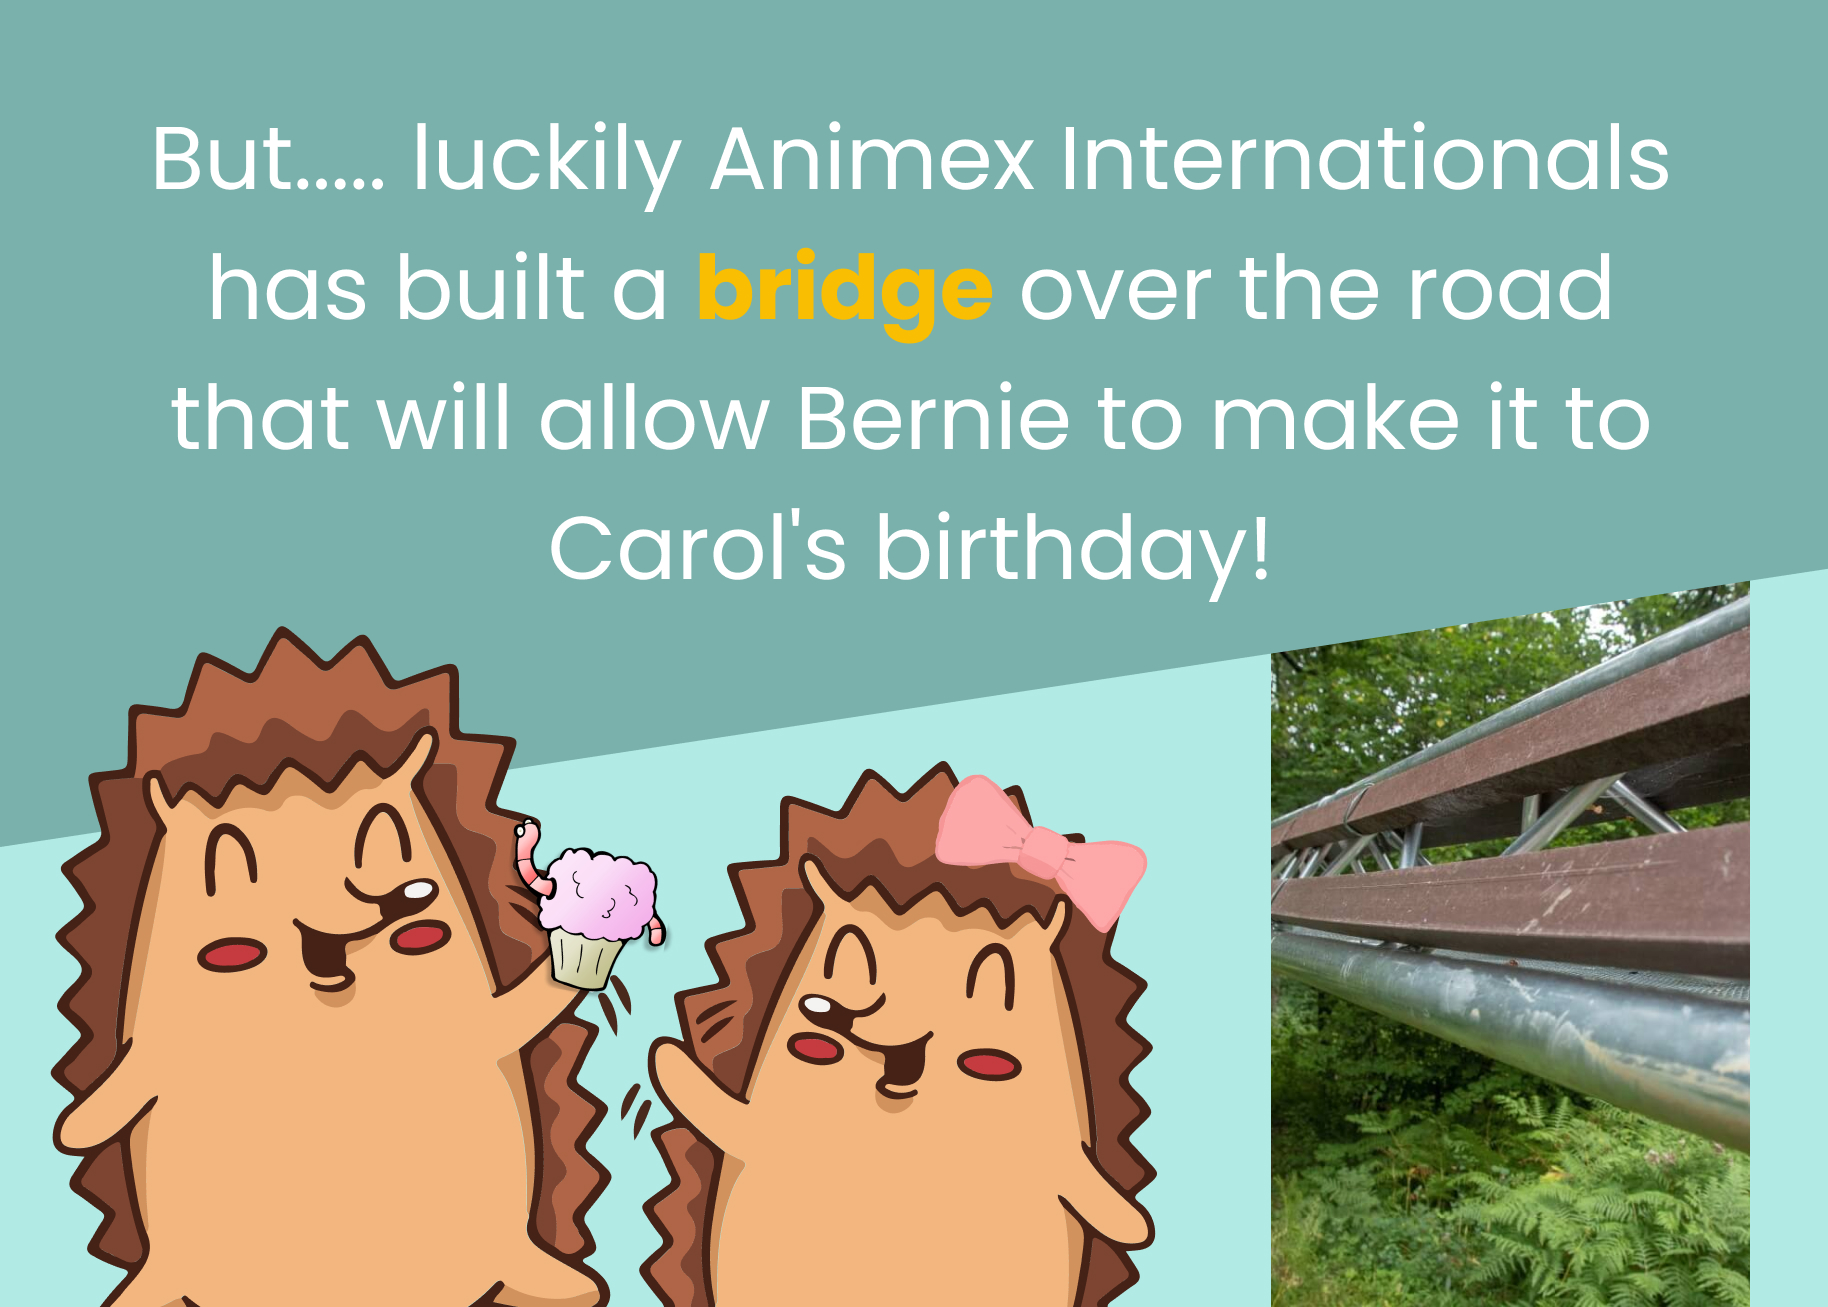 But..... luckily Animex Internationals
has built a bridge over the road
that will allow Bernie to make it to
Carol's birthday!